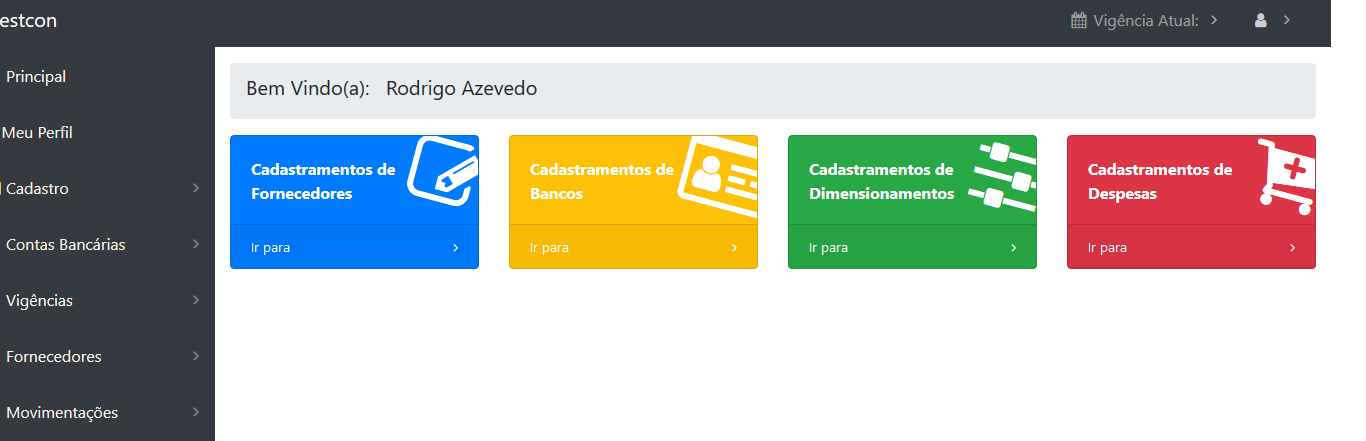 estcon
Vigência Atual:
Principal
Meu Perfil
Cadastro
Contas Bancárias
Vigências
Fornecedores
Movimentações
Bem Vindo(a): Rodrigo Azevedo
Cadastramentos de
Fornecedores
Ir para
Cadastramentos de
Bancos
Ir para
Cadastramentos de
Dimensionamentos
Ir para
Cadastramentos de
Despesas
Ir para